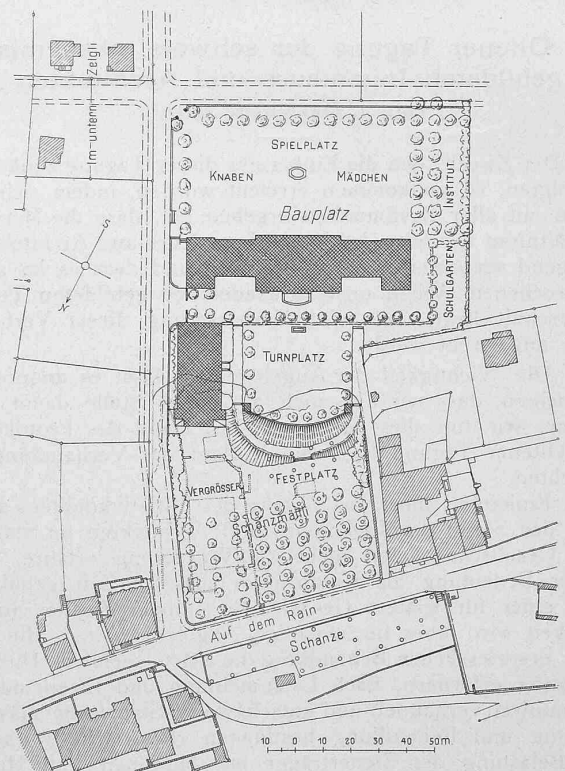 Im untern Zelgli
SPIELPLATZ
KNABEN MÄDCHEN
Bauplatz
SCHULGARTEN INSTITUT
S
N
TURNPLATZ
FESTPLATZ
VERGRÖSSER.
Schanzmätt
Auf dem Rain
Schanze
10 0 10 20 30 40 50m